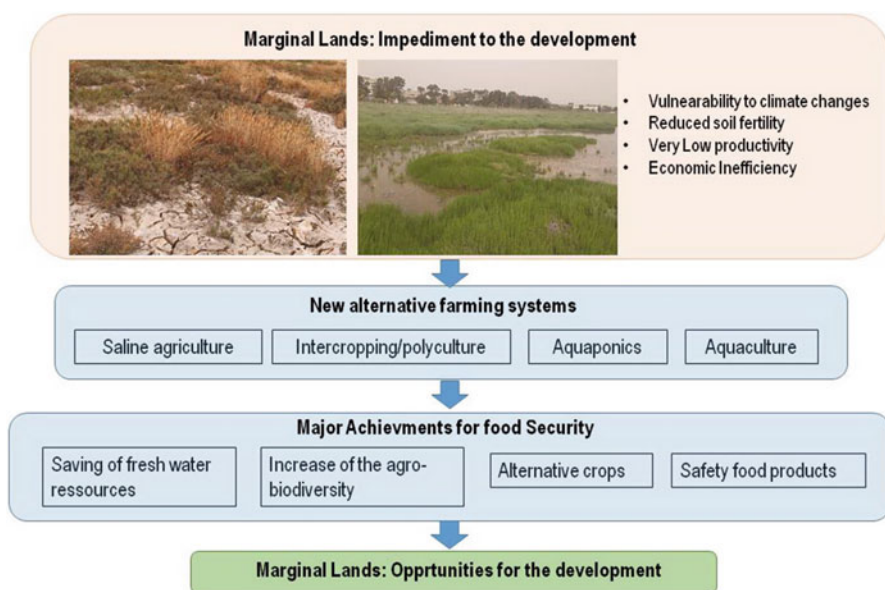 Marginal Lands: Impediment to the development
• Vulnearability to climate changes
• Reduced soil fertility
• Very Low productivity
• Economic Inefficiency
New alternative farming systems
Saline agriculture
Intercropping/polyculture
Aquaponics
Aquaculture
Major Achievments for food Security
Saving of fresh water
ressources
Increase of the agro-
biodiversity
Alternative crops
Safety food products
Marginal Lands: Opprtunities for the development